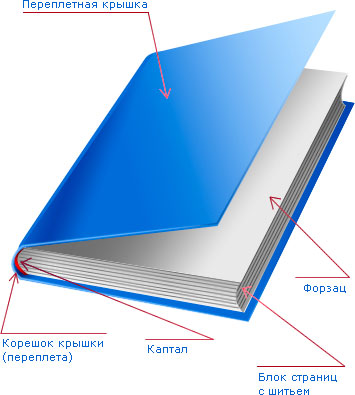 Переплетная крышка
Форзац
Корешок крышки
(переплета)
Каптал
Блок страниц
с шитьем